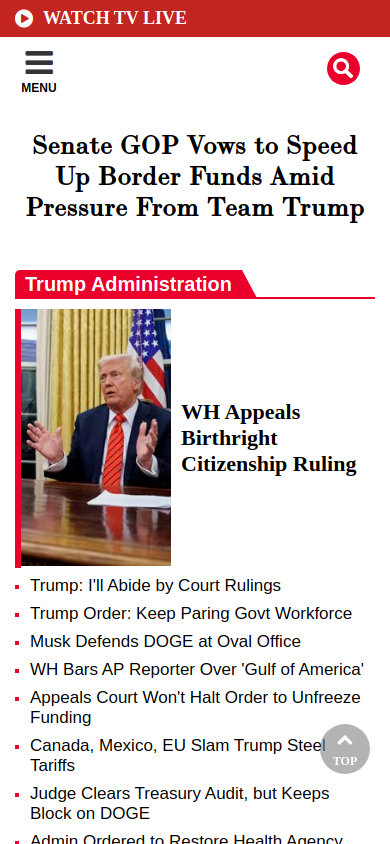 WATCH TV LIVE
MENU
Senate GOP Vows to Speed
Up Border Funds Amid
Pressure From Team Trump
Trump Administration
WH Appeals
Birthright
Citizenship Ruling
Trump: I'll Abide by Court Rulings
Trump Order: Keep Paring Govt Workforce
Musk Defends DOGE at Oval Office
WH Bars AP Reporter Over 'Gulf of America'
Appeals Court Won't Halt Order to Unfreeze
Funding
Canada, Mexico, EU Slam Trump Steel
Tariffs
TOP
Judge Clears Treasury Audit, but Keeps
Block on DOGE
Admin Ordered to Restore Health Agency